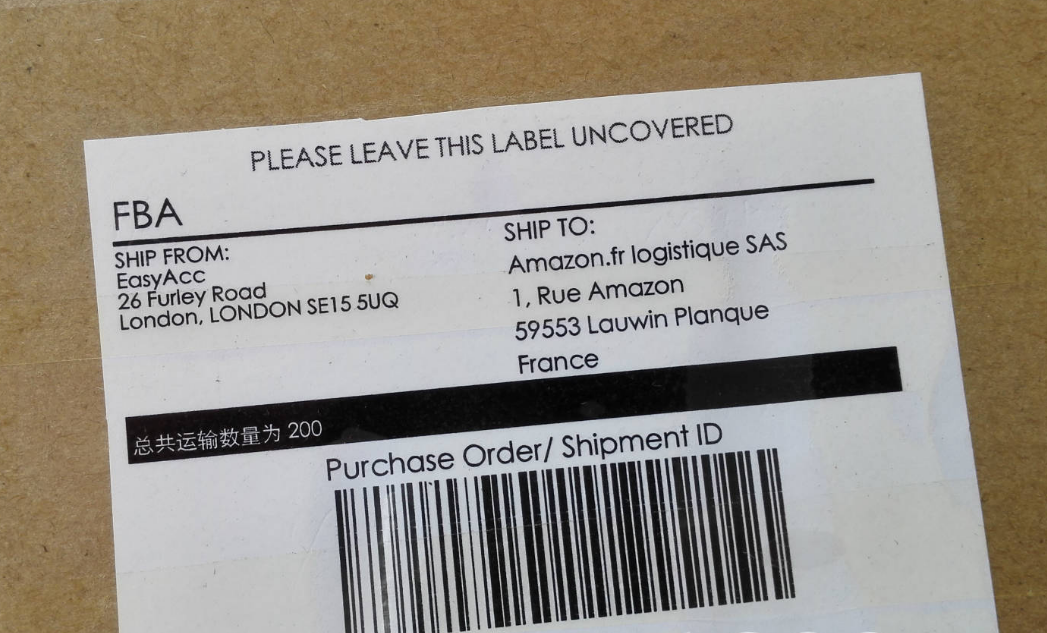 PLEASE LEAVE THIS LABEL UNCOVERED
FBA
SHIP FROM:
EasyAcc
26 Furley Road
London, LONDON SE15 5UQ
SHIP TO:
Amazon.fr logistique SAS
1, Rue Amazon
59553 Lauwin Planque
France
总共运输数量为 200
Purchase Order/ Shipment ID